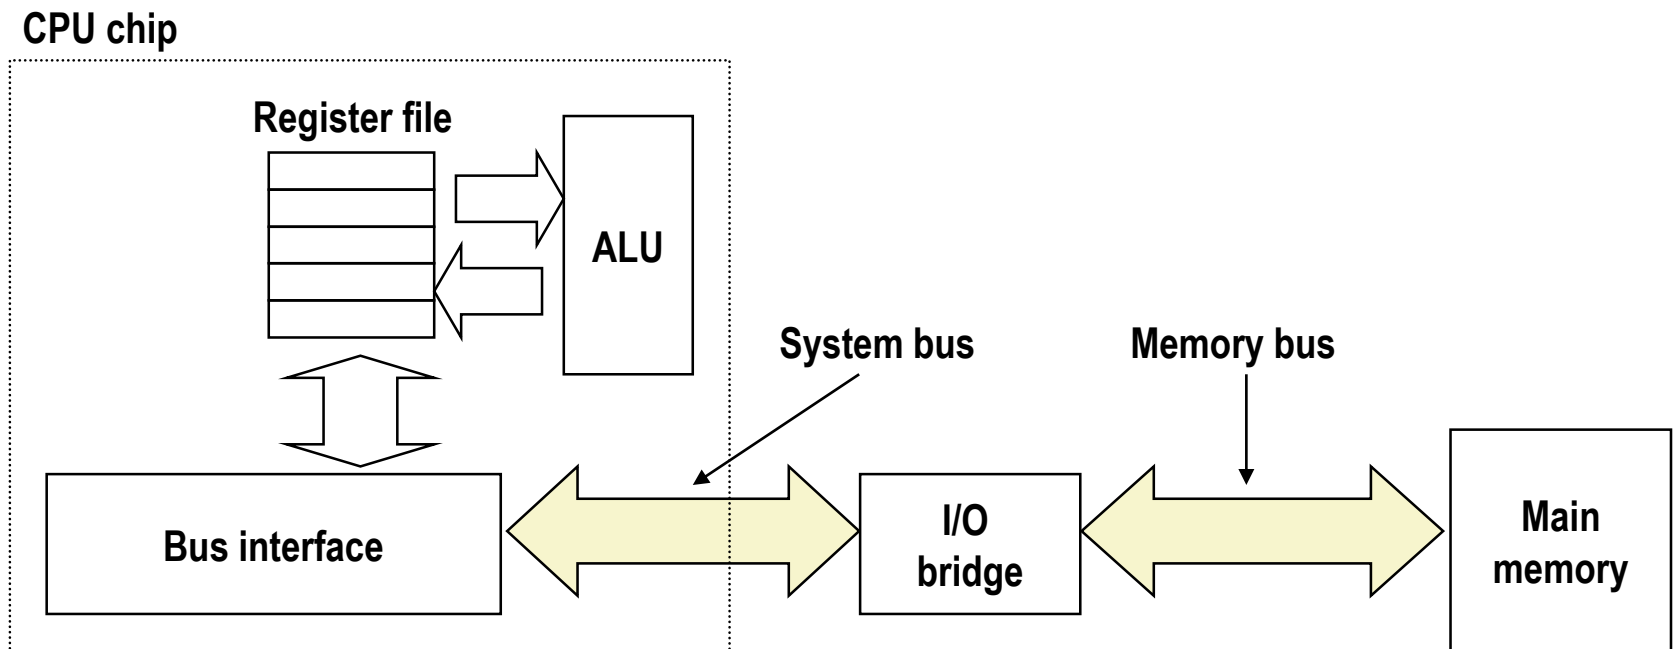 CPU chip
Register file
ALU
System bus
Memory bus
Bus interface
I/O
bridge
Main
memory